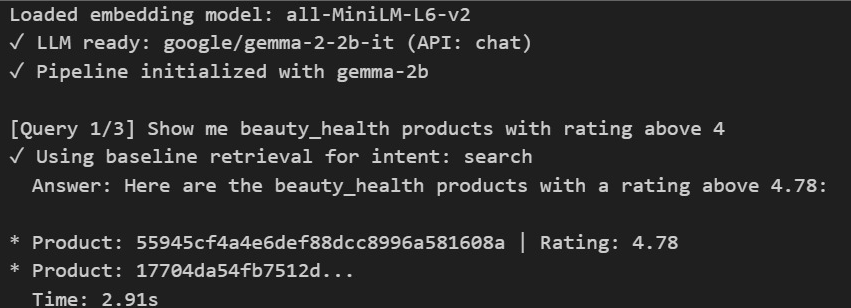 Loaded embedding model: all-MiniLM-L6-v2
✓ LLM ready: google/gemma-2-2b-it (API: chat)
✓ Pipeline initialized with gemma-2b
[Query 1/3] Show me beauty_health products with rating above 4
✓ Using baseline retrieval for intent: search
Answer: Here are the beauty_health products with a rating above 4.78:
* Product: 55945cf4a4e6def88dcc8996a581608a | Rating: 4.78
* Product: 17704da54fb7512d...
Time: 2.91s